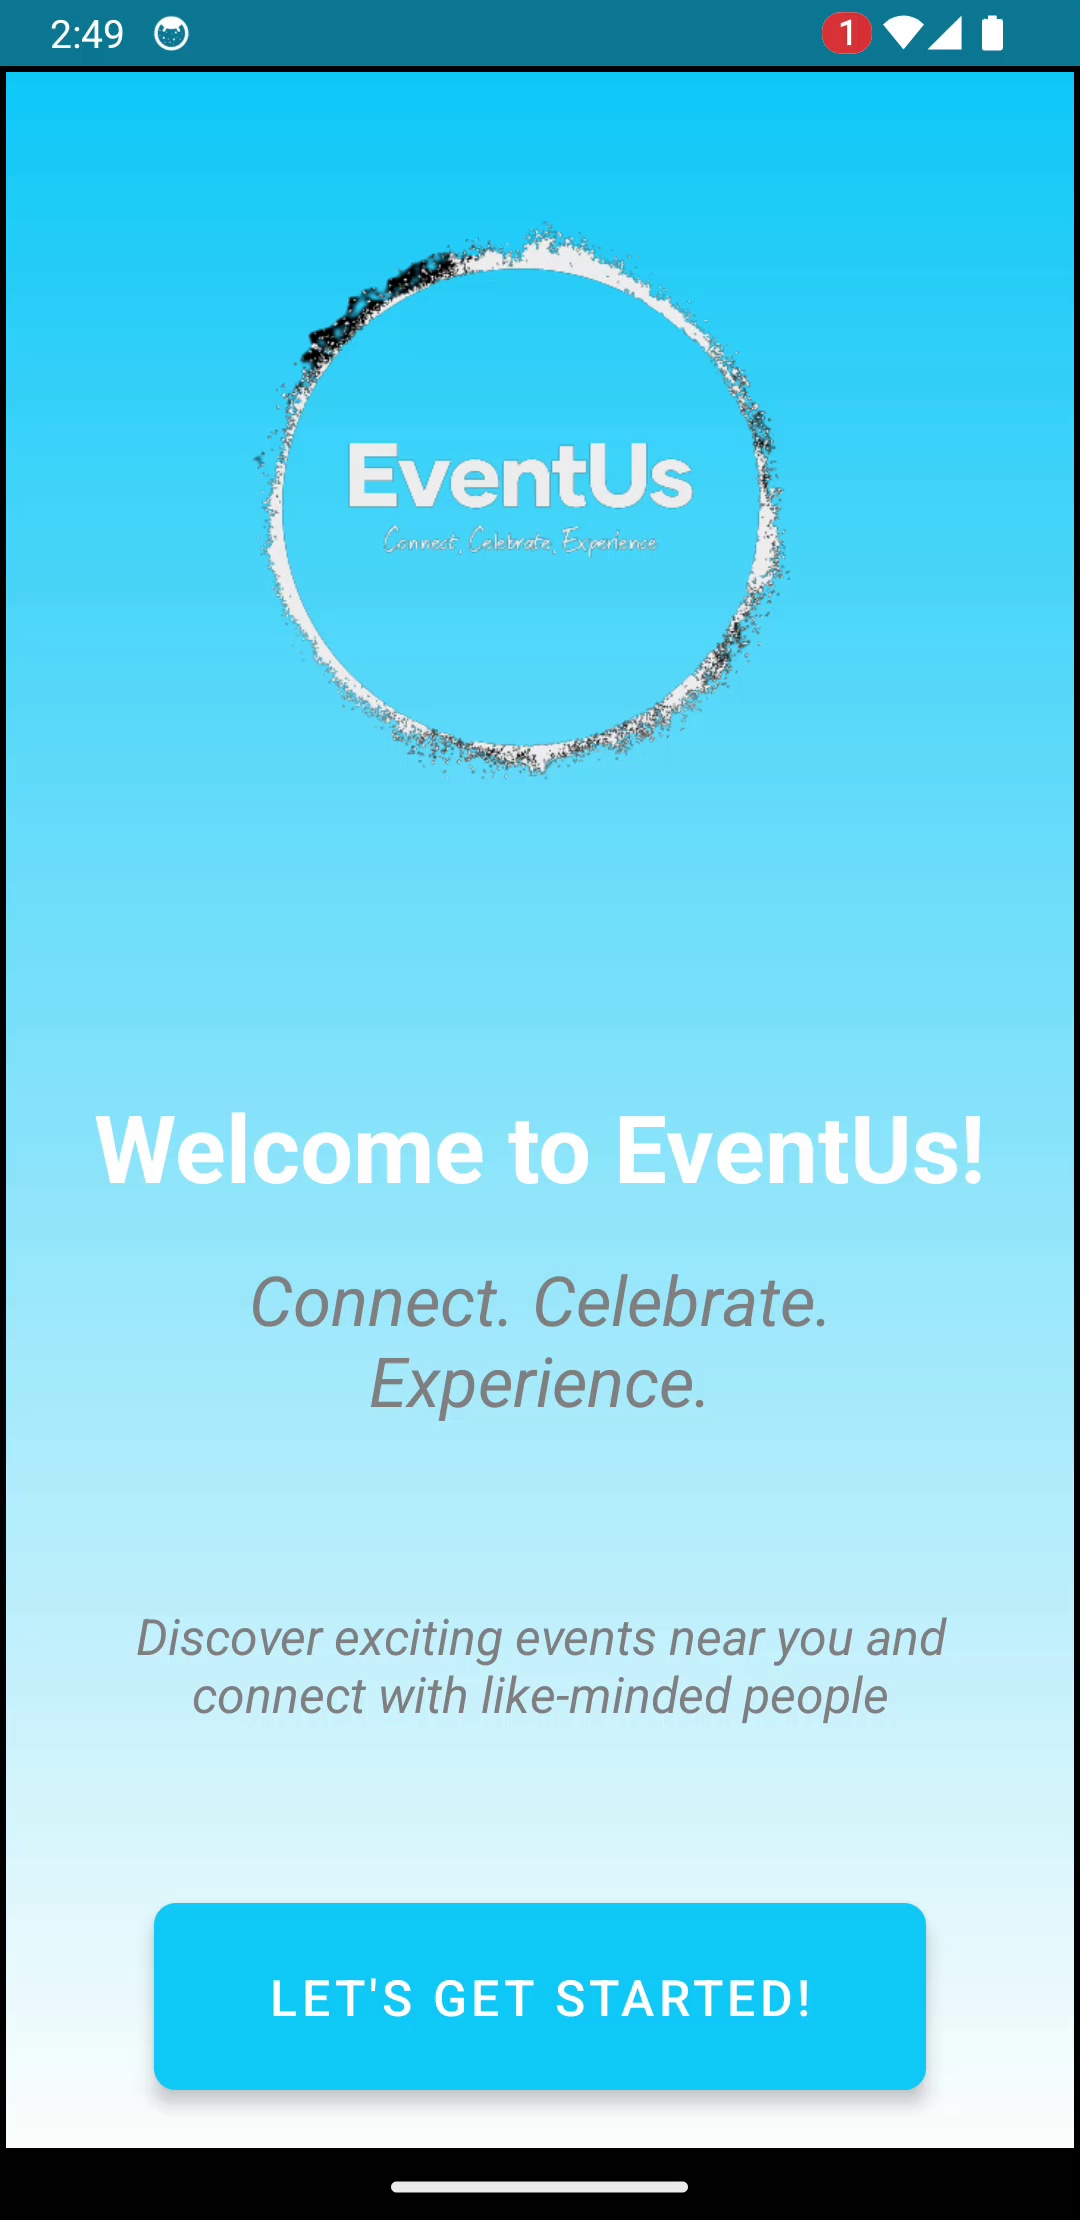 2:49
1
EventUs
Connect, Celebrate, Experience
Welcome to EventUs!
Connect. Celebrate.
Experience.
Discover exciting events near you and
connect with like-minded people
LET'S GET STARTED!